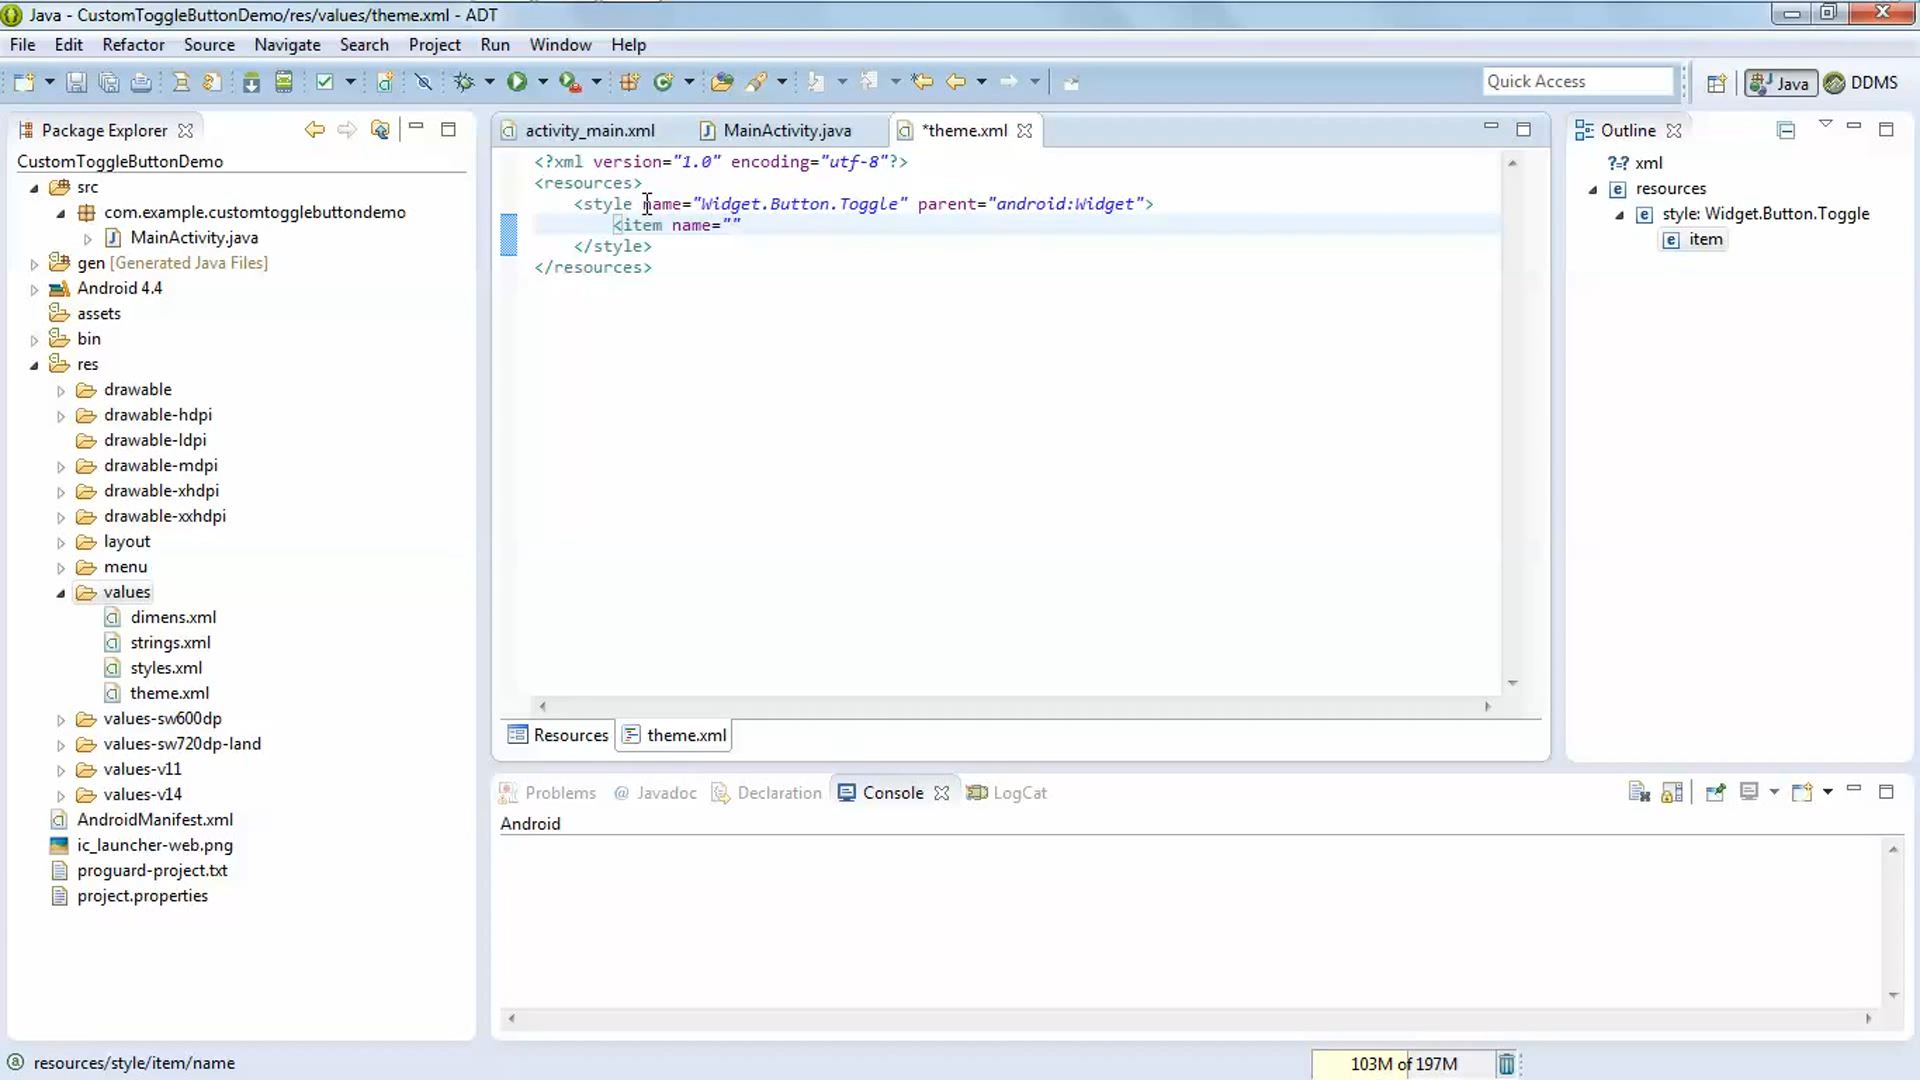 Java - CustomToggleButtonDemo/res/values/theme.xml - ADT
File Edit Refactor Source Navigate Search Project Run Window Help
Quick Access
Java
DDMS
Package Explorer
CustomToggleButtonDemo
src
com.example.customtogglebuttondemo
MainActivity.java
gen [Generated Java Files]
Android 4.4
assets
bin
res
drawable
drawable-hdpi
drawable-ldpi
drawable-mdpi
drawable-xhdpi
drawable-xxhdpi
layout
menu
values
dimens.xml
strings.xml
styles.xml
theme.xml
values-sw600dp
values-sw720dp-land
values-v11
values-v14
AndroidManifest.xml
ic_launcher-web.png
proguard-project.txt
project.properties
activity_main.xml
MainActivity.java
*theme.xml
<?xml version="1.0" encoding="utf-8"?>
<resources>
<style name="Widget.Button.Toggle" parent="android:Widget">
<item name=""
</style>
</resources>
Resources
theme.xml
Outline
xml
resources
style: Widget.Button.Toggle
item
Problems
@ Javadoc
Declaration
Console
LogCat
Android
resources/style/item/name
103M of 197M